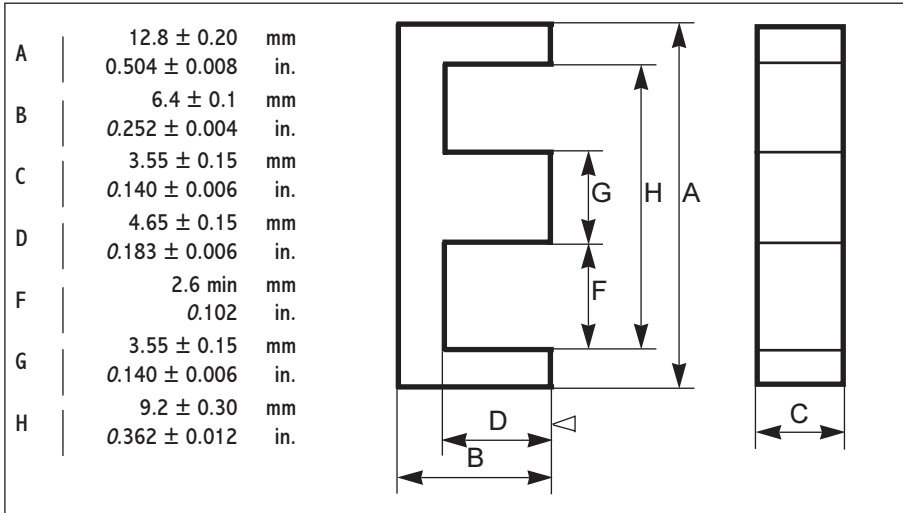 A 12.8 ± 0.20 mm
0.504 ± 0.008 in.
B 6.4 ± 0.1 mm
0.252 ± 0.004 in.
C 3.55 ± 0.15 mm
0.140 ± 0.006 in.
D 4.65 ± 0.15 mm
0.183 ± 0.006 in.
F 2.6 min mm
0.102 in.
G 3.55 ± 0.15 mm
0.140 ± 0.006 in.
H 9.2 ± 0.30 mm
0.362 ± 0.012 in.
G H A
F
D
B
C